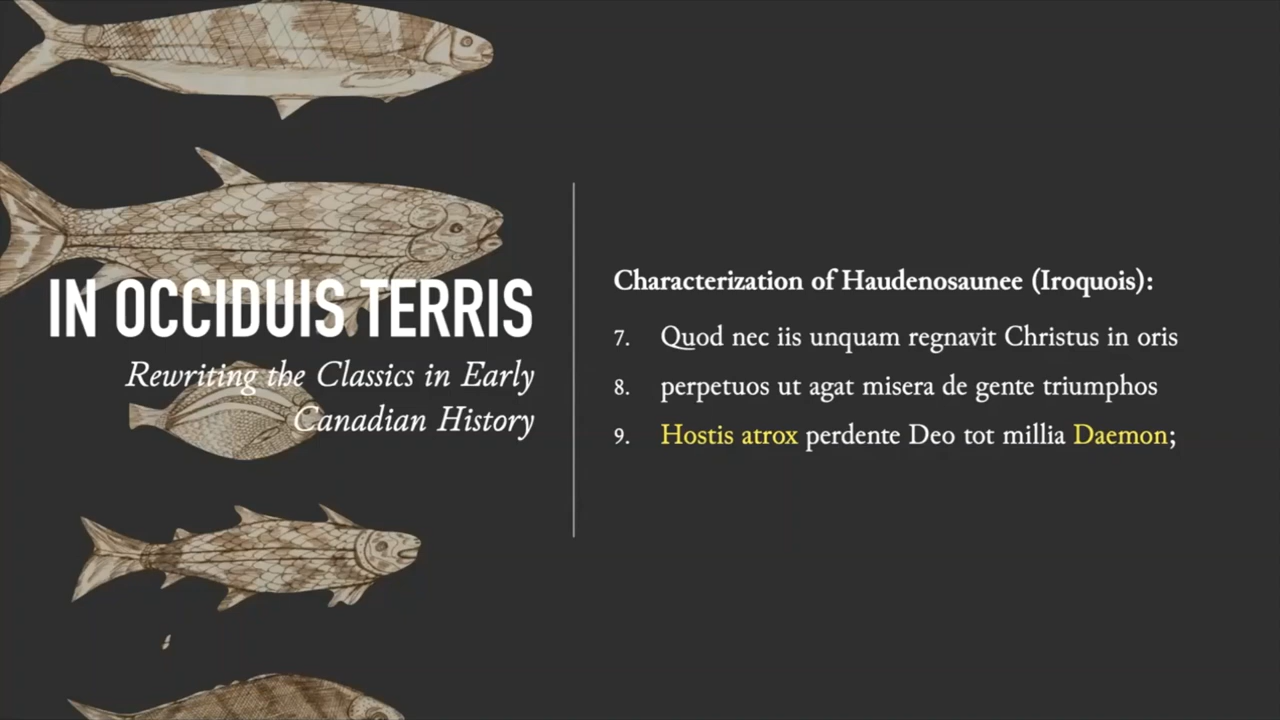 IN OCCIDUIS TERRIS
Rewriting the Classics in Early
Canadian History
Characterization of Haudenosaunee (Iroquois):
7. Quod nec iis unquam regnavit Christus in oris
8. perpetuos ut agat misera de gente triumphos
9. Hostis atrox perdente Deo tot millia Daemon;